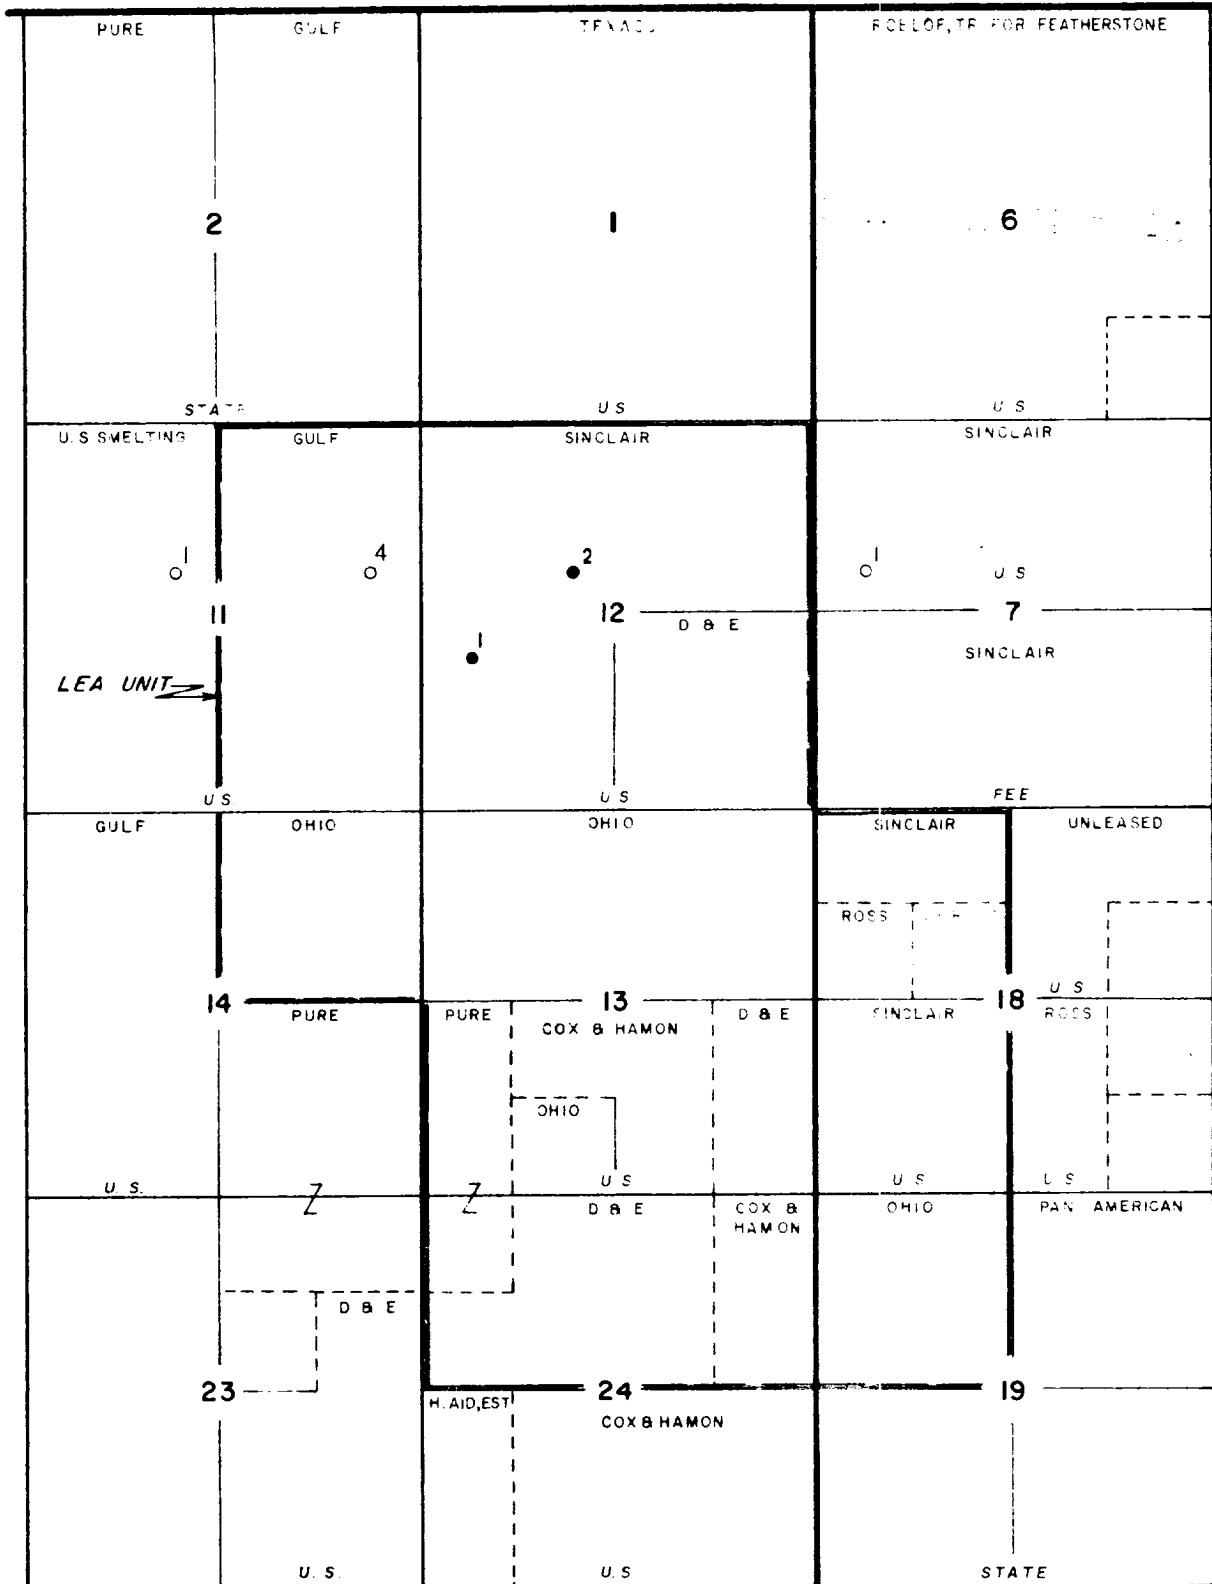 PURE
GULF
FOR FEATHERSTONE
2
1
6
STATE
U S
U S
U.S SMELTING
GULF
SINCLAIR
SINCLAIR
1
4
2
1
U S
11
12
D & E
7
1
SINCLAIR
LEA UNIT
U S.
U S
FEE
GULF
OHIO
OHIO
SINCLAIR
UNLEASED
ROSS
14
13
18
U S
PURE
PURE
COX & HAMON
D & E
SINCLAIR
ROSS
OHIO
U. S.
Z
Z
U S
U S
U S
D & E
COX &
HAMON
OHIO
PAN AMERICAN
D & E
23
24
19
H. AID, EST
COX & HAMON
U. S.
U. S
STATE